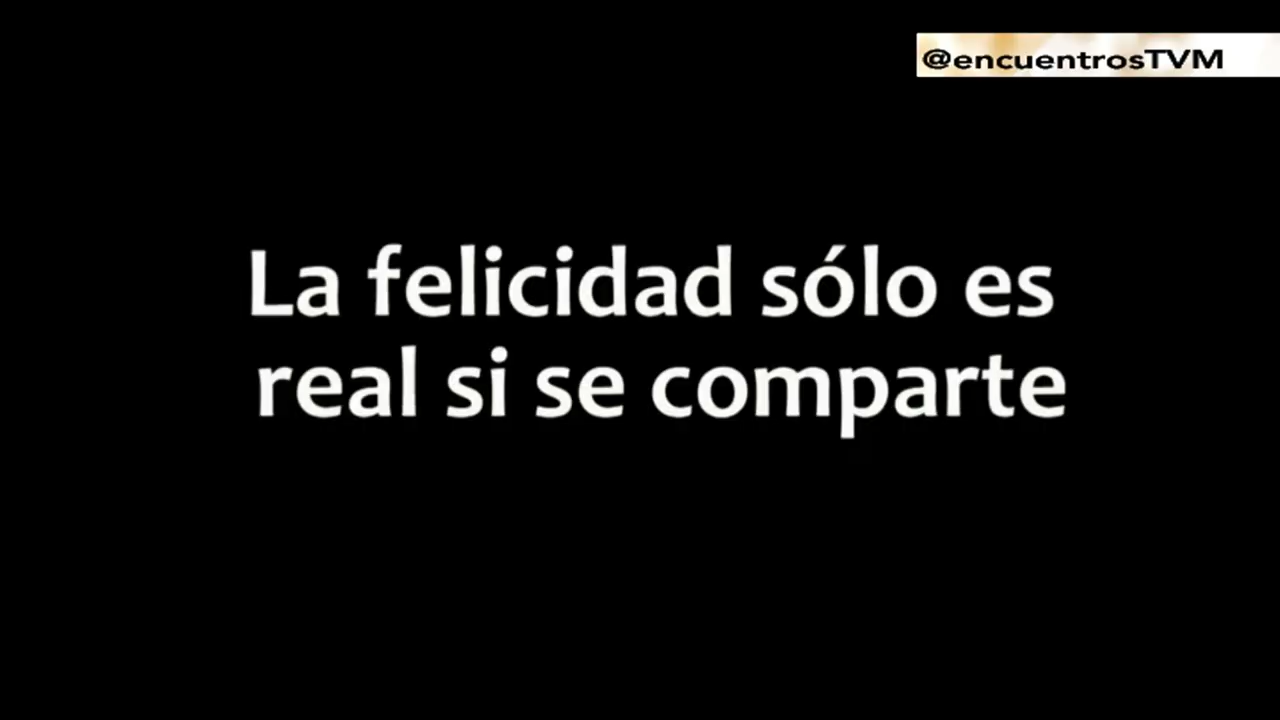 @encuentrosTVM
La felicidad sólo es
real si se comparte